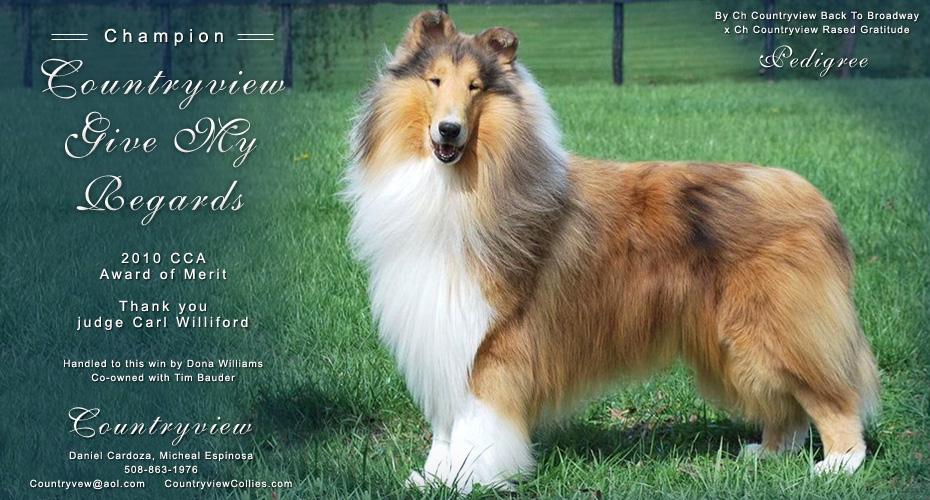 Champion
Countryview
Give My
Regards
2010 CCA
Award of Merit
Thank you
judge Carl Williford
Handled to this win by Dona Williams
Co-owned with Tim Bauder
Countryview
Daniel Cardoza, Micheal Espinosa
508-863-1976
Countryvew@aol.com CountryviewCollies.com
By Ch Countryview Back To Broadway
x Ch Countryview Rased Gratitude
Pedigree